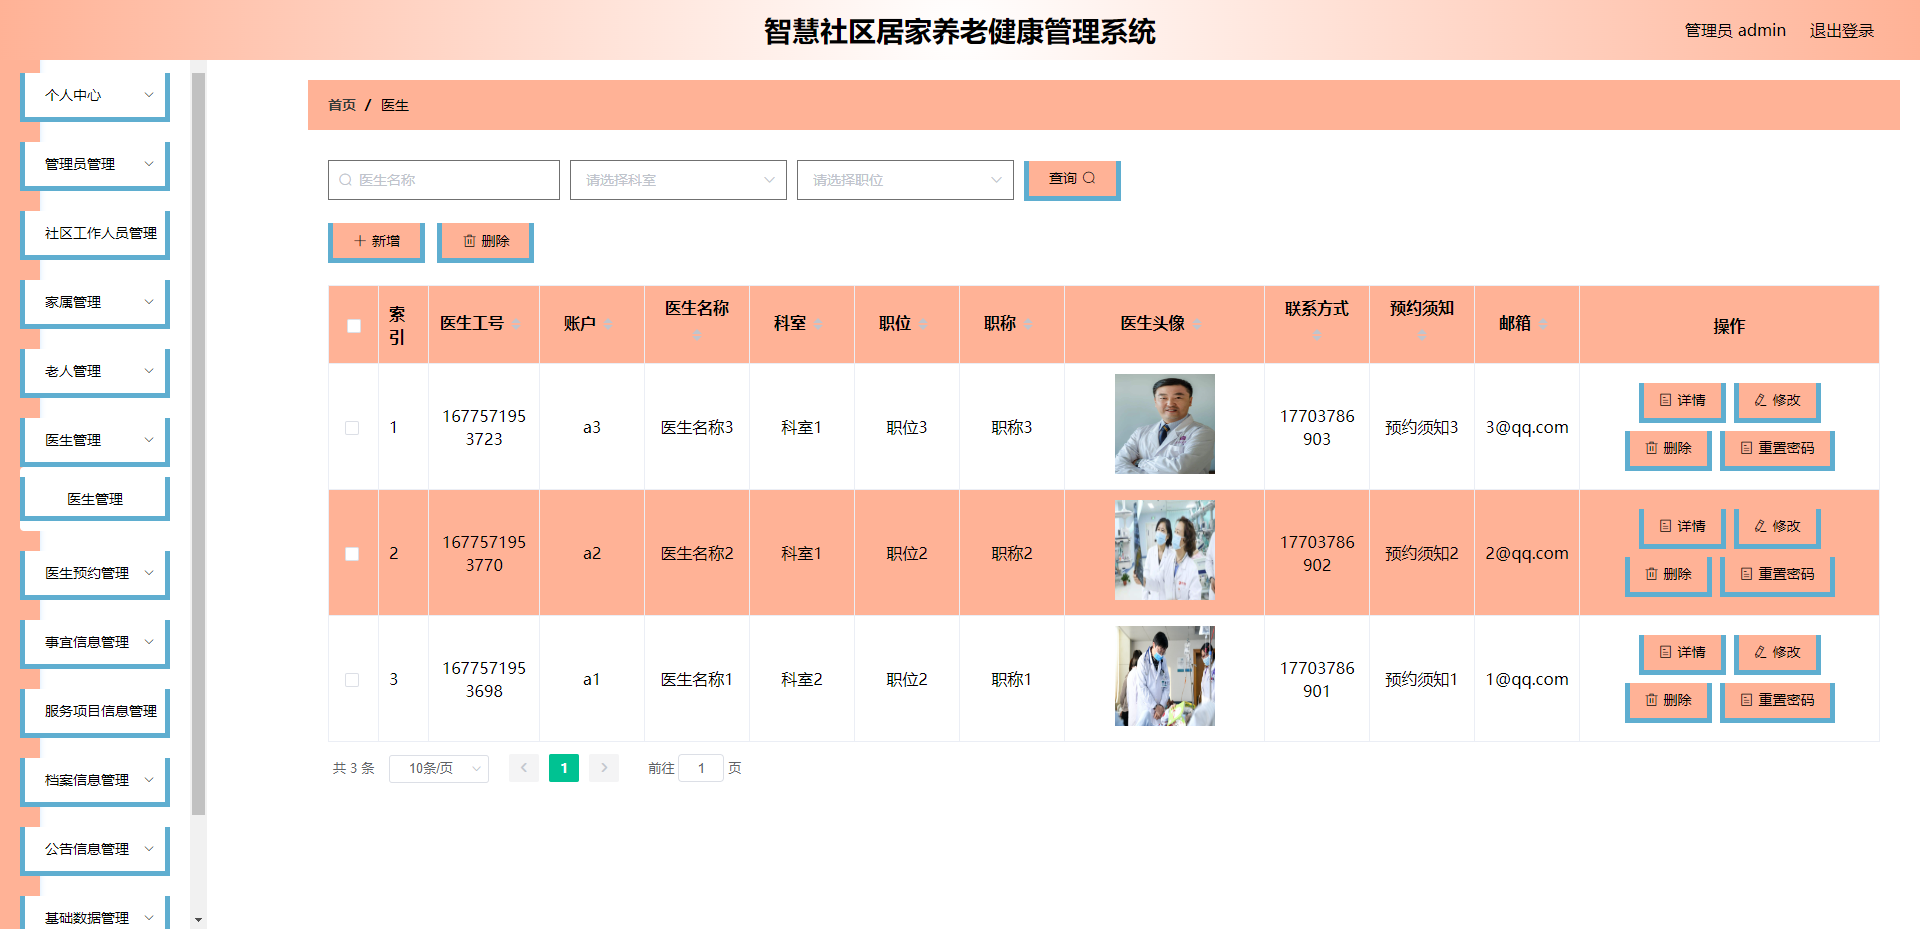 智慧社区居家养老健康管理系统
管理员 admin 退出登录
个人中心
管理员管理
社区工作人员管理
家属管理
老人管理
医生管理
医生管理
医生预约管理
事宜信息管理
服务项目信息管理
档案信息管理
公告信息管理
基础数据管理
首页 / 医生
医生名称 请选择科室 请选择职位 查询
新增 删除
索引 医生工号 账户 医生名称 科室 职位 职称 医生头像 联系方式 预约须知 邮箱 操作
1 1677571953723 a3 医生名称3 科室1 职位3 职称3 17703786903 预约须知3 3@qq.com 详情 修改 删除 重置密码
2 1677571953770 a2 医生名称2 科室1 职位2 职称2 17703786902 预约须知2 2@qq.com 详情 修改 删除 重置密码
3 1677571953698 a1 医生名称1 科室2 职位2 职称1 17703786901 预约须知1 1@qq.com 详情 修改 删除 重置密码
共 3 条 10条/页 1 前往 1 页